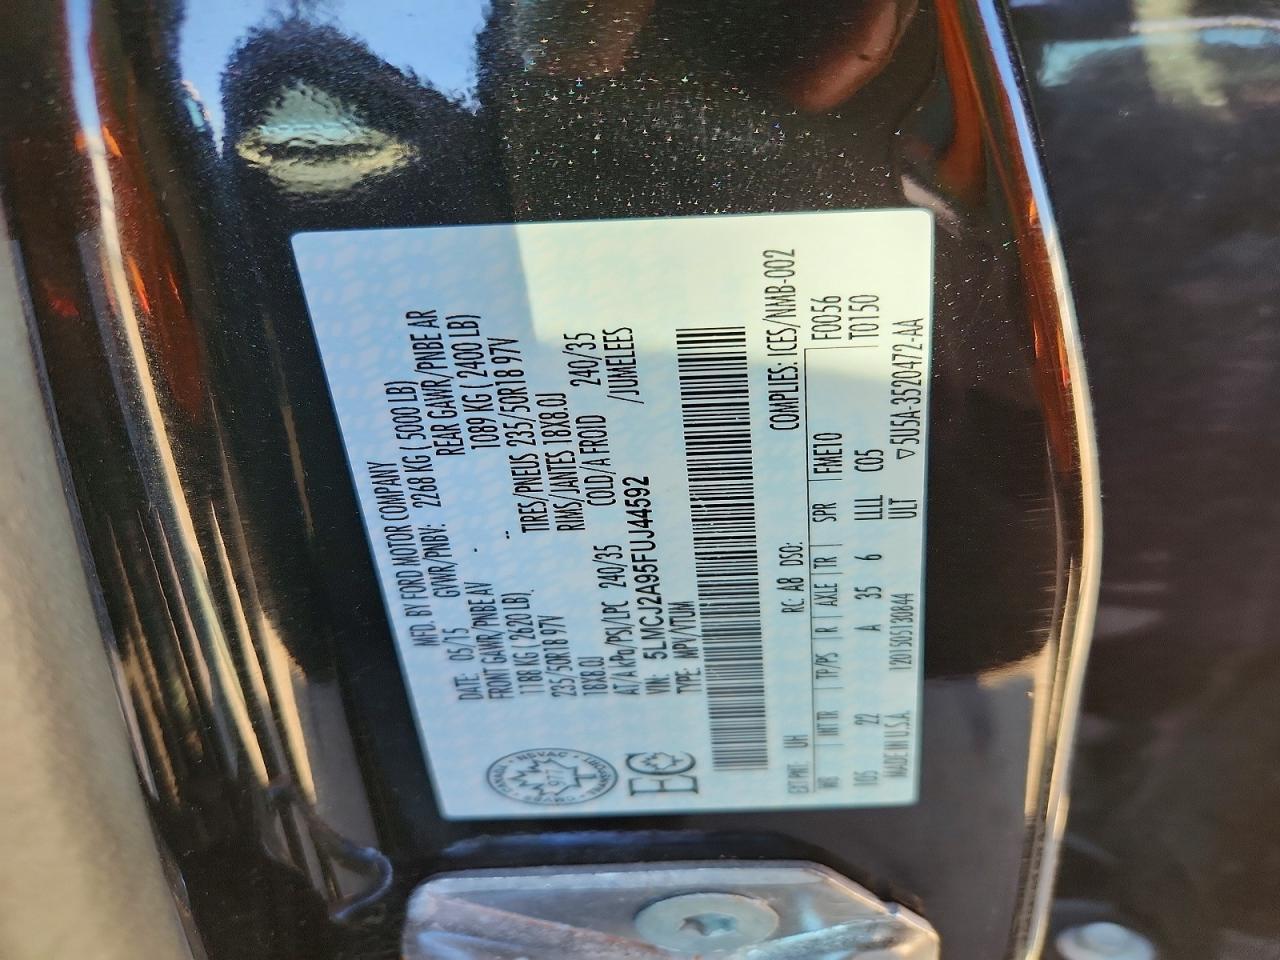 MFD. BY FORD MOTOR COMPANY
DATE: 05/15 GVWR/PNBV: 2268 KG ( 5000 LB)
FRONT GAWR/PNBE AV REAR GAWR/PNBE AR
1188 KG ( 2620 LB) 1089 KG ( 2400 LB)
235/50R18 97V TIRES/PNEUS 235/50R18 97V
18X8.0J RIMS/JANTES 18X8.0J
AT/A kPa/PSI/LPC 240/35 COLD/A FROID 240/35
VIN: 5LMCJ2A95FUJ44592 /JUMELEES
TYPE: MPV/TUM
EC
COMPLIES: ICES/NMB-002
EXT PNT: UH RC: A8 DSO: F0056
WB INT TR TP/PS R AXLE TR SPR FME10 T0150
105 22 A 35 6 LLLL C05
ULT
MADE IN U.S.A. 120150513D844 ▽5U5A-3520472-AA